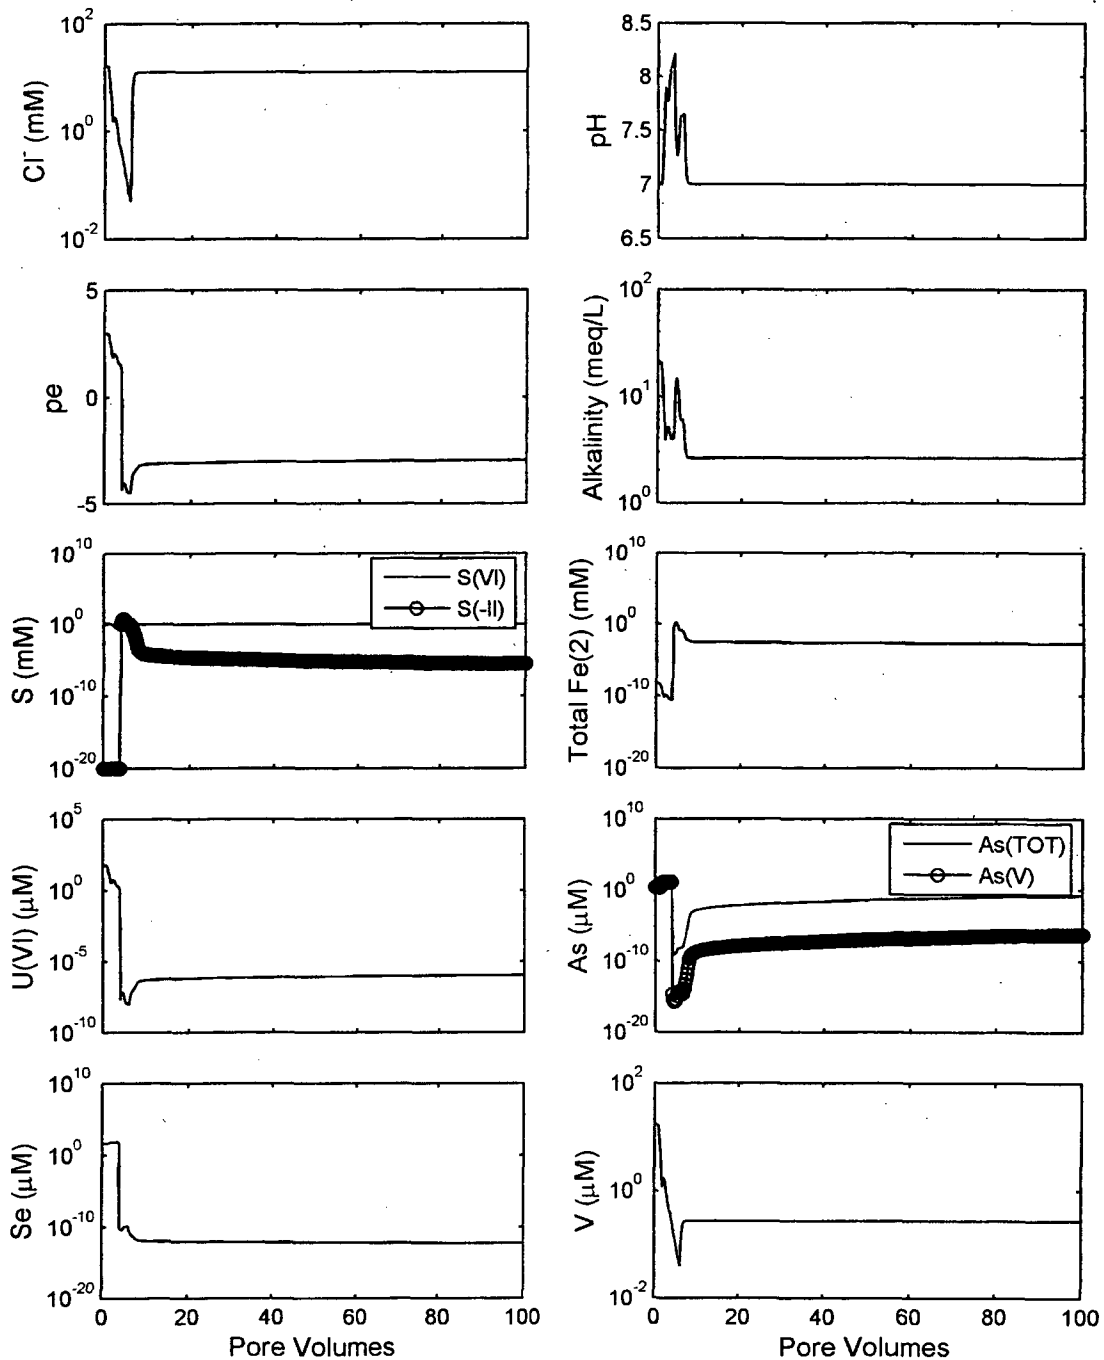 10^2
10^0
10^-2
Cl^- (mM)
8.5
8
7.5
7
6.5
pH
5
0
-5
pe
10^2
10^1
10^0
Alkalinity (meq/L)
10^10
10^0
10^-10
10^-20
S (mM)
S(VI)
S(-II)
10^10
10^0
10^-10
10^-20
Total Fe(2) (mM)
10^5
10^0
10^-5
10^-10
U(VI) (μM)
10^10
10^0
10^-10
10^-20
As (μM)
As(TOT)
As(V)
10^10
10^0
10^-10
10^-20
Se (μM)
0 20 40 60 80 100
Pore Volumes
10^2
10^0
10^-2
V (μM)
0 20 40 60 80 100
Pore Volumes